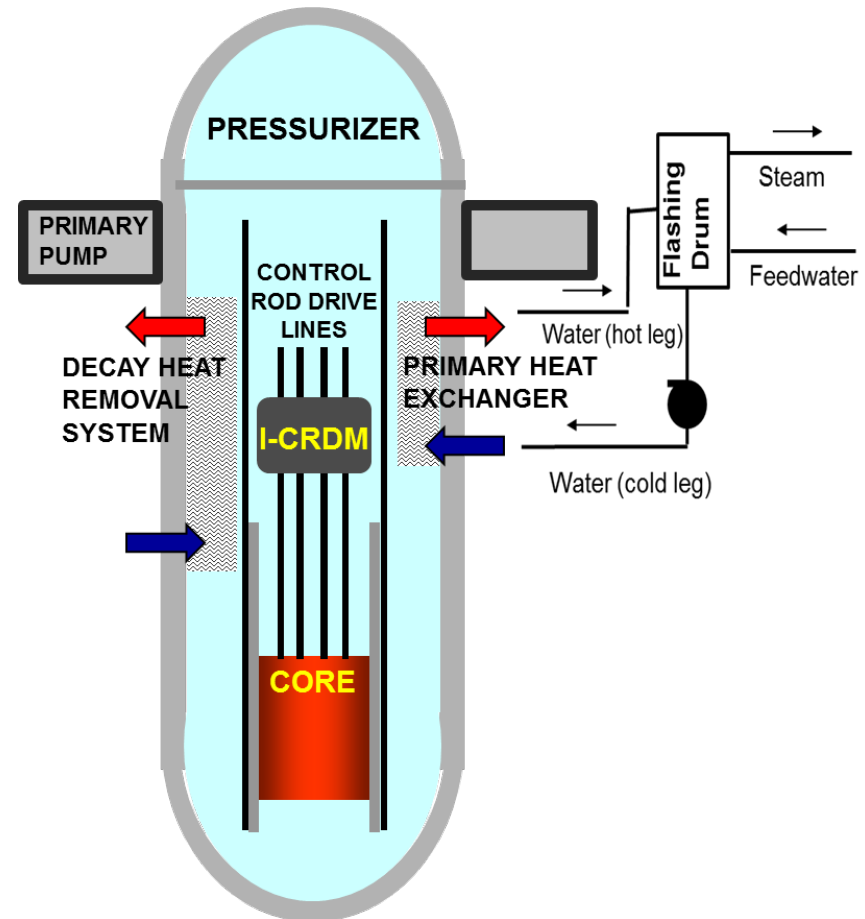 PRESSURIZER
PRIMARY
PUMP
CONTROL
ROD DRIVE
LINES
Flashing
Drum
Steam
Feedwater
Water (hot leg)
DECAY HEAT
REMOVAL
SYSTEM
PRIMARY HEAT
EXCHANGER
I-CRDM
Water (cold leg)
CORE